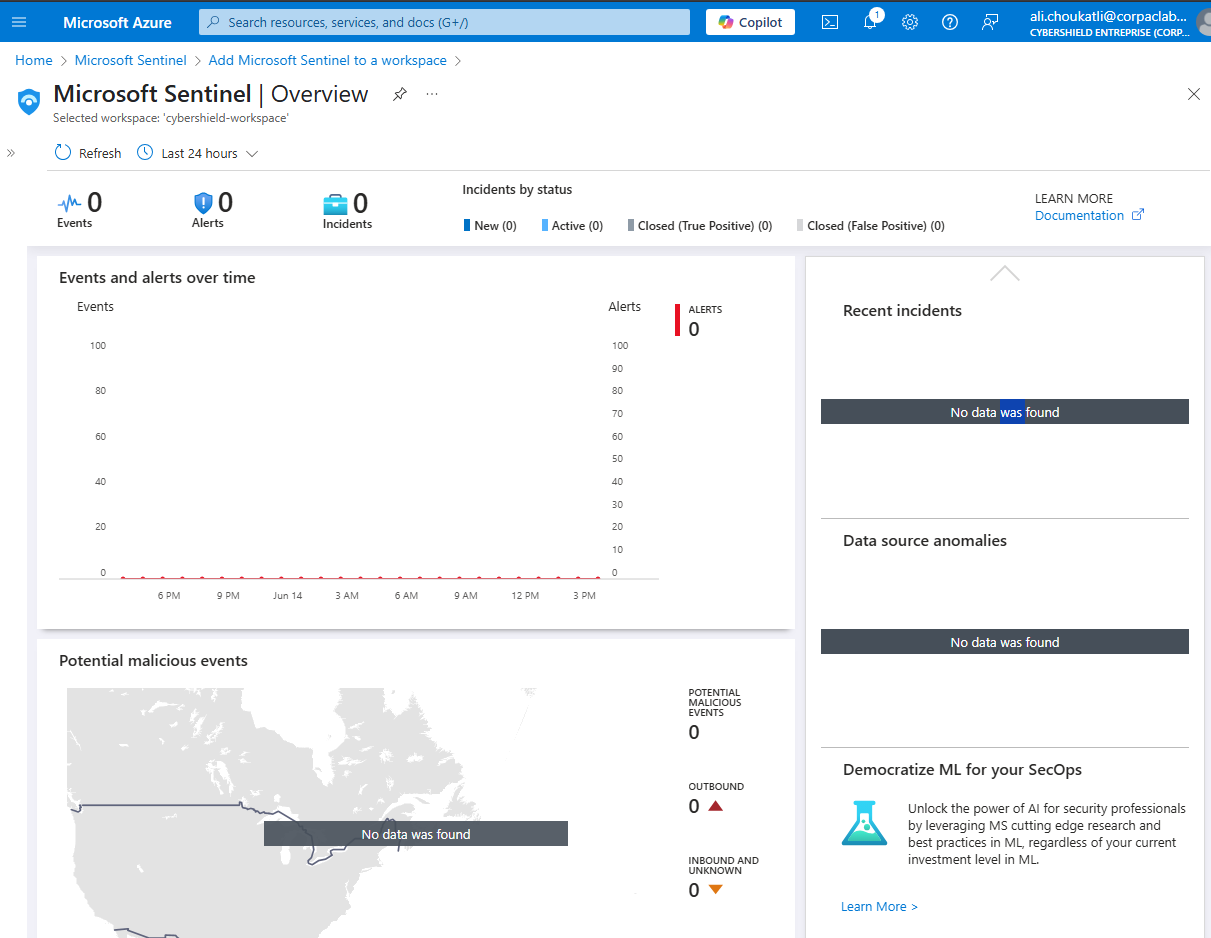 Microsoft Azure
Search resources, services, and docs (G+/)
Copilot
1
ali.choukatli@corpaclab...
CYBERSHIELD ENTREPRISE (CORP...
Home > Microsoft Sentinel > Add Microsoft Sentinel to a workspace >
Microsoft Sentinel | Overview
Selected workspace: 'cybershield-workspace'
Refresh
Last 24 hours
0
Events
0
Alerts
0
Incidents
Incidents by status
New (0)
Active (0)
Closed (True Positive) (0)
Closed (False Positive) (0)
LEARN MORE
Documentation
Events and alerts over time
Events
100
80
60
40
20
0
Alerts
100
90
80
70
60
50
40
30
20
10
0
6 PM
9 PM
Jun 14
3 AM
6 AM
9 AM
12 PM
3 PM
ALERTS
0
Potential malicious events
No data was found
POTENTIAL
MALICIOUS
EVENTS
0
OUTBOUND
0
INBOUND AND
UNKNOWN
0
Recent incidents
No data was found
Data source anomalies
No data was found
Democratize ML for your SecOps
Unlock the power of AI for security professionals
by leveraging MS cutting edge research and
best practices in ML, regardless of your current
investment level in ML.
Learn More >